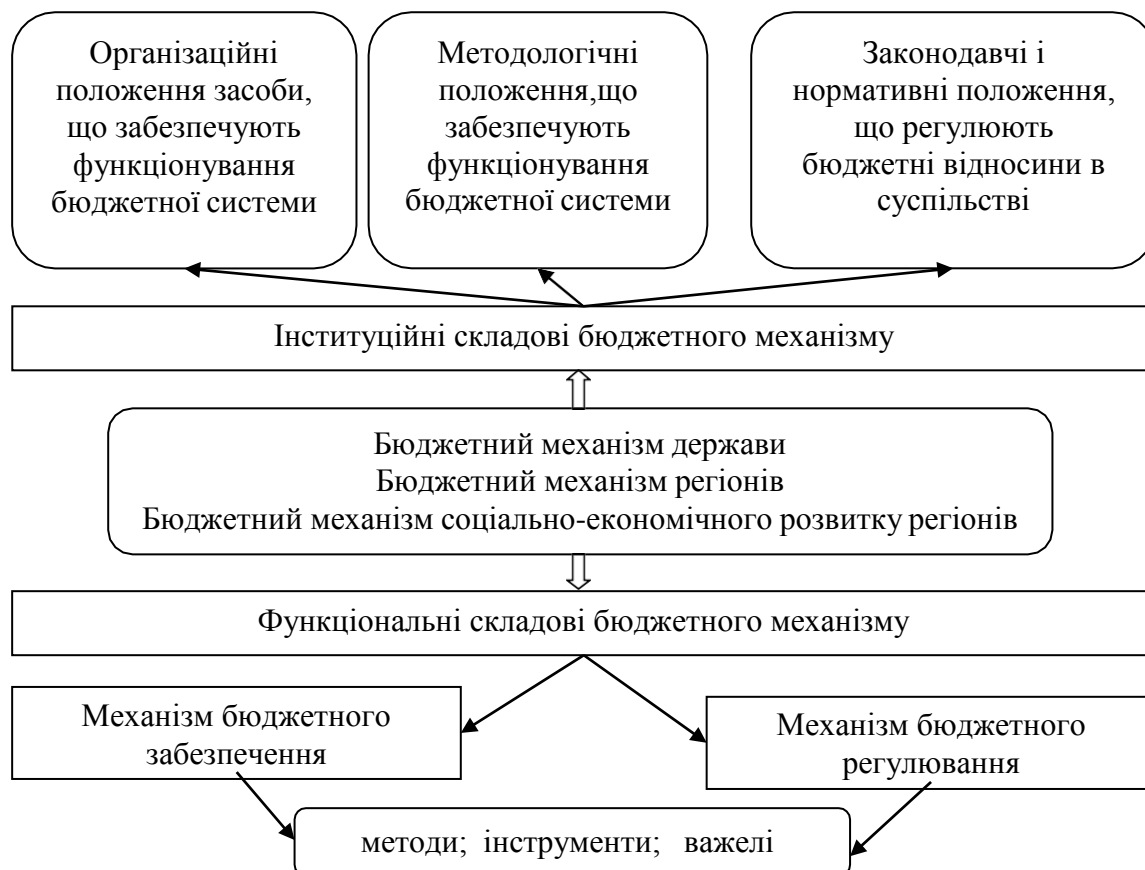 Організаційні
положення засоби,
що забезпечують
функціонування
бюджетної системи
Методологічні
положення,що
забезпечують
функціонування
бюджетної системи
Законодавчі і
нормативні положення,
що регулюють
бюджетні відносини в
суспільстві
Інституційні складові бюджетного механізму
Бюджетний механізм держави
Бюджетний механізм регіонів
Бюджетний механізм соціально-економічного розвитку регіонів
Функціональні складові бюджетного механізму
Механізм бюджетного
забезпечення
Механізм бюджетного
регулювання
методи; інструменти; важелі